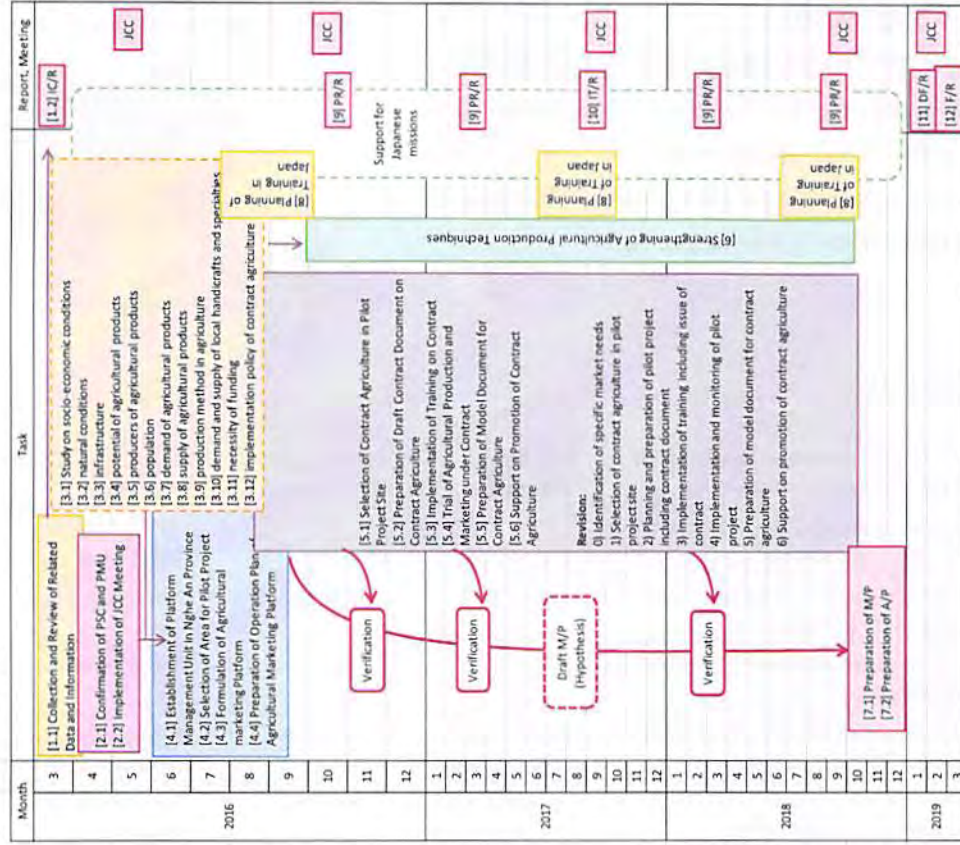 Month
Task
Report, Meeting
2016
3
4
5
6
7
8
9
10
11
12
2017
1
2
3
4
5
6
7
8
9
10
11
12
2018
1
2
3
4
5
6
7
8
9
10
11
12
2019
1
2
3
[1.1] Collection and Review of Related
Data and Information
[2.1] Confirmation of PSC and PMU
[2.2] Implementation of JCC Meeting
[4.1] Establishment of Platform
Management Unit in Nghe An Province
[4.2] Selection of Area for Pilot Project
[4.3] Formulation of Agricultural
marketing Platform
[4.4] Preparation of Operation Plan
Agricultural Marketing Platform
[3.1] Study on socio-economic conditions
[3.2] natural conditions
[3.3] infrastructure
[3.4] potential of agricultural products
[3.5] producers of agricultural products
[3.6] population
[3.7] demand of agricultural products
[3.8] supply of agricultural products
[3.9] production method in agriculture
[3.10] demand and supply of local handicrafts and specialties
[3.11] necessity of funding
[3.12] implementation policy of contract agriculture
[5.1] Selection of Contract Agriculture in Pilot
Project Site
[5.2] Preparation of Draft Contract Document on
Contract Agriculture
[5.3] Implementation of Training on Contract
[5.4] Trial of Agricultural Production and
Marketing under Contract
[5.5] Preparation of Model Document for
Contract Agriculture
[5.6] Support on Promotion of Contract
Agriculture
Revision:
0) Identification of specific market needs
1) Selection of contract agriculture in pilot
project site
2) Planning and preparation of pilot project
including contract document
3) Implementation of training including issue of
contract
4) Implementation and monitoring of pilot
project
5) Preparation of model document for contract
agriculture
6) Support on promotion of contract agriculture
Verification
Verification
Draft M/P
(Hypothesis)
Verification
[7.1] Preparation of M/P
[7.2] Preparation of A/P
[6] Strengthening of Agricultural Production Techniques
[8] Planning of
Training in
Japan
[8] Planning
of Training
in Japan
[8] Planning
of Training
in Japan
Support for
Japanese
missions
[1.2] IC/R
JCC
JCC
[9] PR/R
[9] PR/R
[10] IT/R
JCC
[9] PR/R
[9] PR/R
JCC
[11] DF/R
JCC
[12] F/R